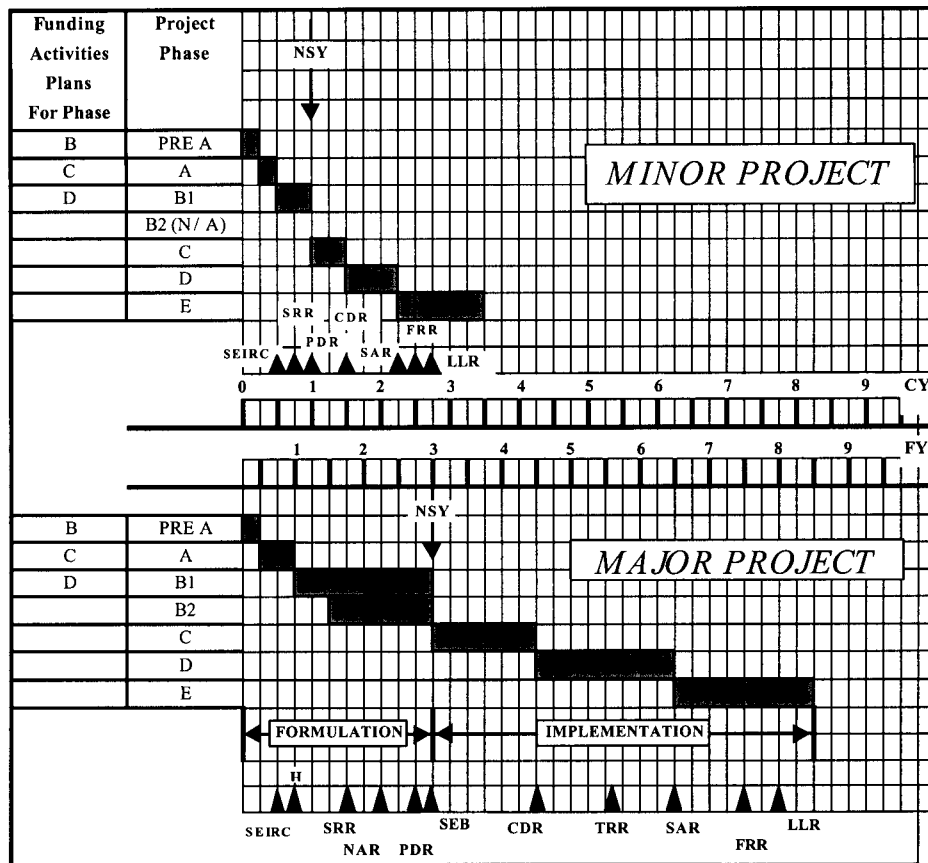 Funding Activities Plans For Phase
Project Phase
NSY
B PRE A
C A
D B1
B2 (N/A)
C
D
E
MINOR PROJECT
SRR CDR FRR
PDR SAR
SEIRC LLR
0 1 2 3 4 5 6 7 8 9 CY
1 2 3 4 5 6 7 8 9 FY
NSY
B PRE A
C A
D B1
B2
C
D
E
MAJOR PROJECT
FORMULATION IMPLEMENTATION
H
SEIRC SRR SEB CDR TRR SAR LLR
NAR PDR FRR